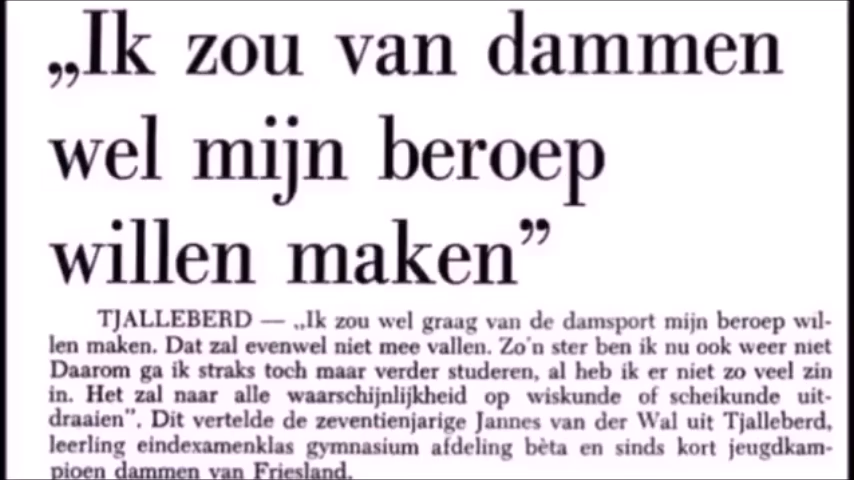 „Ik zou van dammen
wel mijn beroep
willen maken”
TJALLEBERD — „Ik zou wel graag van de damsport mijn beroep wil-
len maken. Dat zal evenwel niet mee vallen. Zo'n ster ben ik nu ook weer niet
Daarom ga ik straks toch maar verder studeren, al heb ik er niet zo veel zin
in. Het zal naar alle waarschijnlijkheid op wiskunde of scheikunde uit-
draaien”. Dit vertelde de zeventienjarige Jannes van der Wal uit Tjalleberd,
leerling eindexamenklas gymnasium afdeling bèta en sinds kort jeugdkam-
pioen dammen van Friesland.